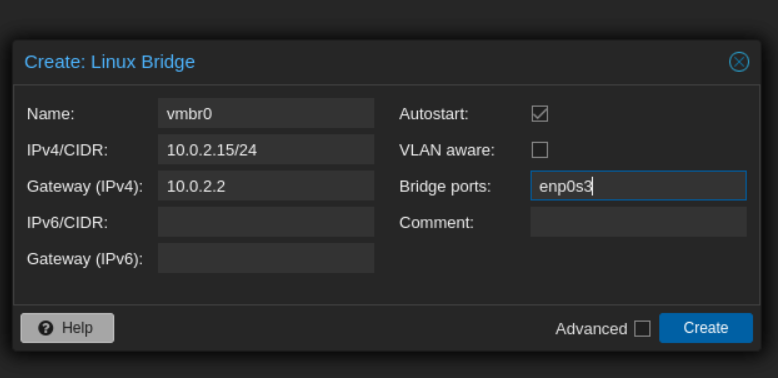 Create: Linux Bridge
Name: vmbr0 Autostart:
IPv4/CIDR: 10.0.2.15/24 VLAN aware:
Gateway (IPv4): 10.0.2.2 Bridge ports: enp0s3
IPv6/CIDR: Comment:
Gateway (IPv6):
Help Advanced Create